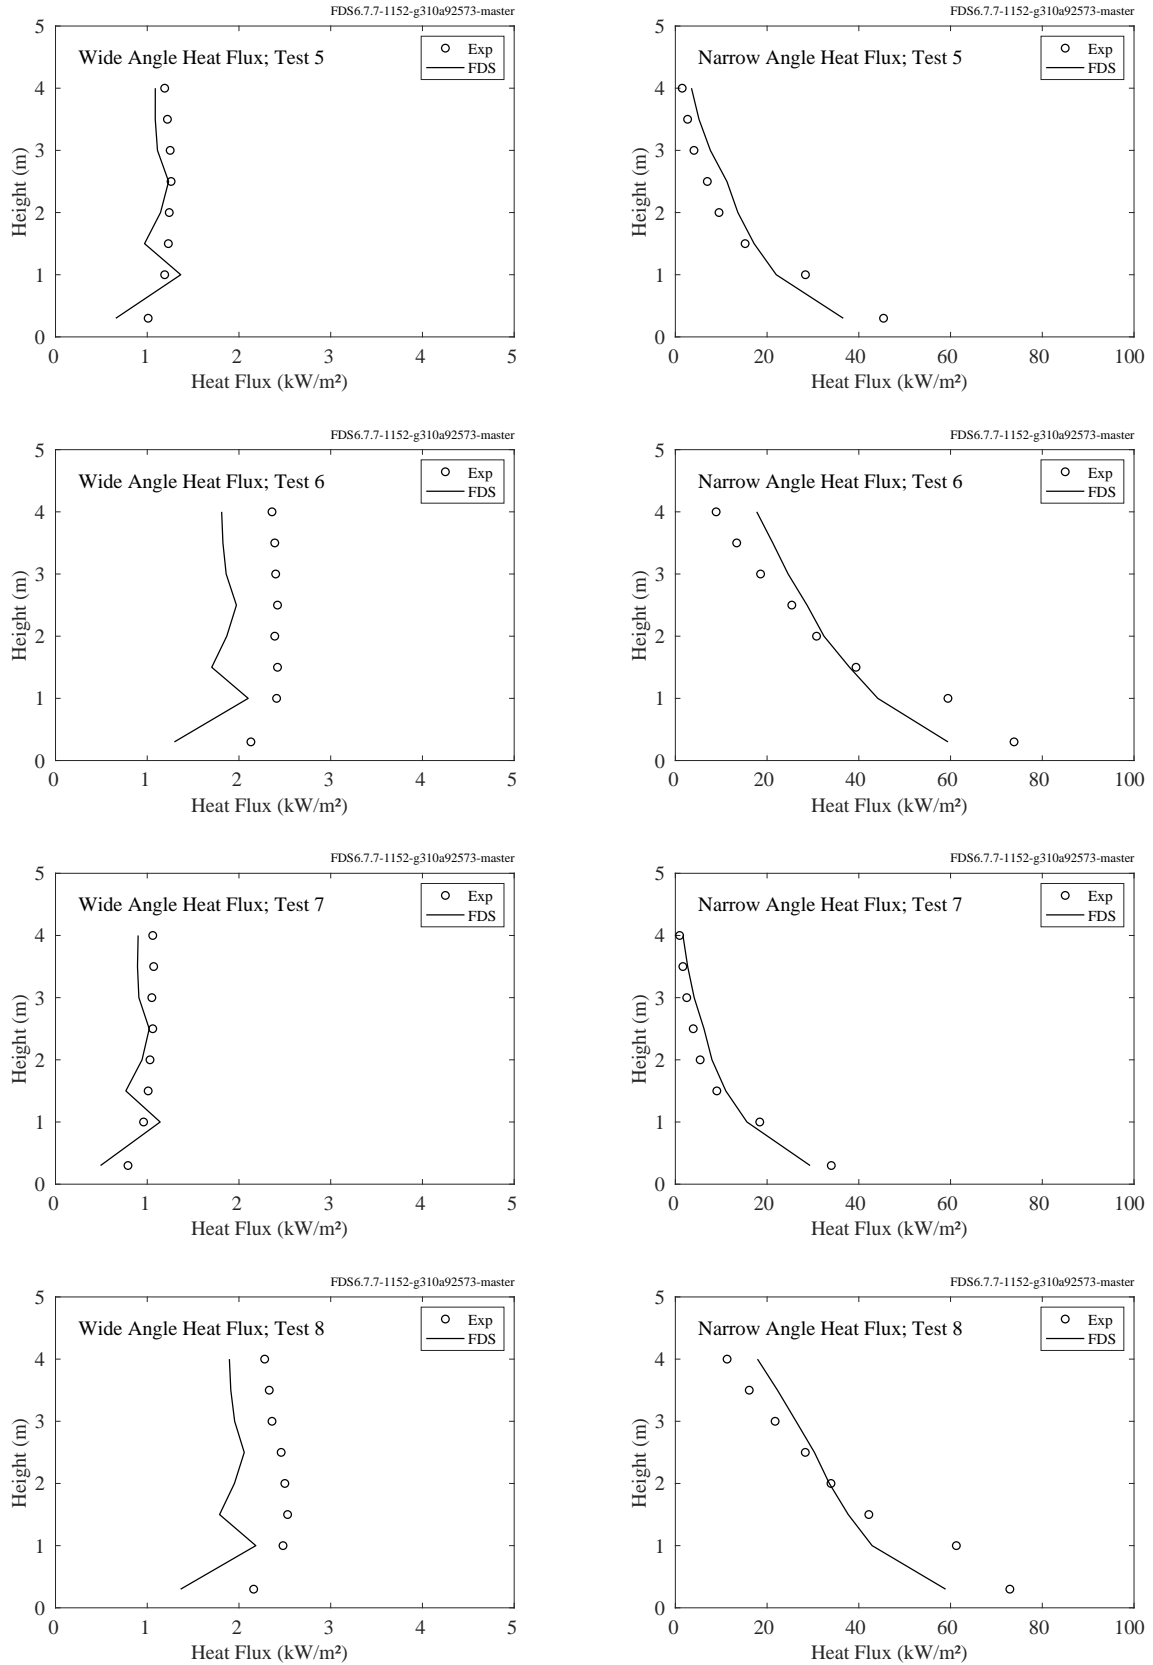 FDS6.7.7-1152-g310a92573-master
Wide Angle Heat Flux; Test 5
Exp
FDS
5
4
3
2
1
0
Height (m)
0 1 2 3 4 5
Heat Flux (kW/m²)
FDS6.7.7-1152-g310a92573-master
Narrow Angle Heat Flux; Test 5
Exp
FDS
5
4
3
2
1
0
Height (m)
0 20 40 60 80 100
Heat Flux (kW/m²)
FDS6.7.7-1152-g310a92573-master
Wide Angle Heat Flux; Test 6
Exp
FDS
5
4
3
2
1
0
Height (m)
0 1 2 3 4 5
Heat Flux (kW/m²)
FDS6.7.7-1152-g310a92573-master
Narrow Angle Heat Flux; Test 6
Exp
FDS
5
4
3
2
1
0
Height (m)
0 20 40 60 80 100
Heat Flux (kW/m²)
FDS6.7.7-1152-g310a92573-master
Wide Angle Heat Flux; Test 7
Exp
FDS
5
4
3
2
1
0
Height (m)
0 1 2 3 4 5
Heat Flux (kW/m²)
FDS6.7.7-1152-g310a92573-master
Narrow Angle Heat Flux; Test 7
Exp
FDS
5
4
3
2
1
0
Height (m)
0 20 40 60 80 100
Heat Flux (kW/m²)
FDS6.7.7-1152-g310a92573-master
Wide Angle Heat Flux; Test 8
Exp
FDS
5
4
3
2
1
0
Height (m)
0 1 2 3 4 5
Heat Flux (kW/m²)
FDS6.7.7-1152-g310a92573-master
Narrow Angle Heat Flux; Test 8
Exp
FDS
5
4
3
2
1
0
Height (m)
0 20 40 60 80 100
Heat Flux (kW/m²)